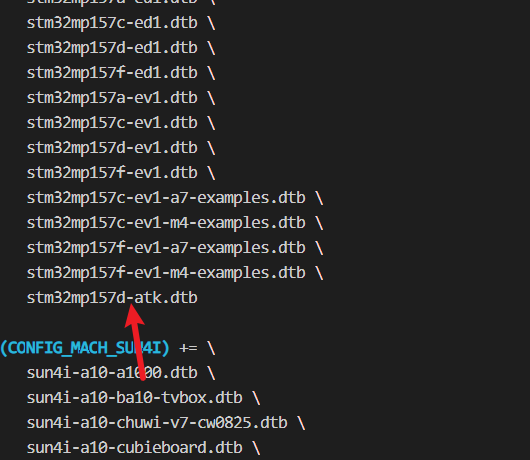 stm32mp157a-ed1.dtb \
stm32mp157c-ed1.dtb \
stm32mp157d-ed1.dtb \
stm32mp157f-ed1.dtb \
stm32mp157a-ev1.dtb \
stm32mp157c-ev1.dtb \
stm32mp157d-ev1.dtb \
stm32mp157f-ev1.dtb \
stm32mp157c-ev1-a7-examples.dtb \
stm32mp157c-ev1-m4-examples.dtb \
stm32mp157f-ev1-a7-examples.dtb \
stm32mp157f-ev1-m4-examples.dtb \
stm32mp157d-atk.dtb
(CONFIG_MACH_SUN4I) += \
sun4i-a10-a1000.dtb \
sun4i-a10-ba10-tvbox.dtb \
sun4i-a10-chuwi-v7-cw0825.dtb \
sun4i-a10-cubieboard.dtb \